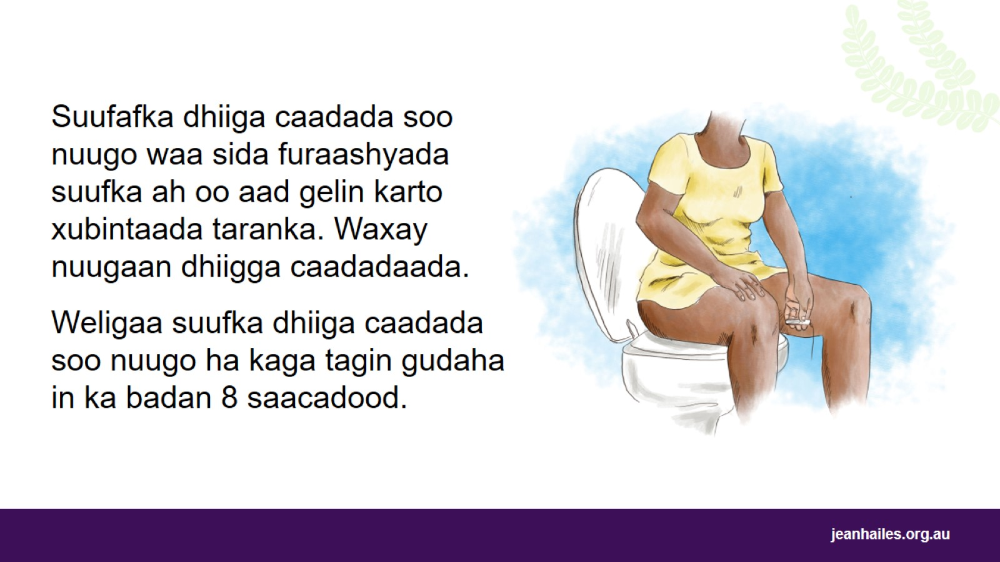 Suufafka dhiiga caadada soo
nuugo waa sida furaashyada
suufka ah oo aad gelin karto
xubintaada taranka. Waxay
nuugaan dhiigga caadadaada.
Weligaa suufka dhiiga caadada
soo nuugo ha kaga tagin gudaha
in ka badan 8 saacadood.
jeanhailes.org.au